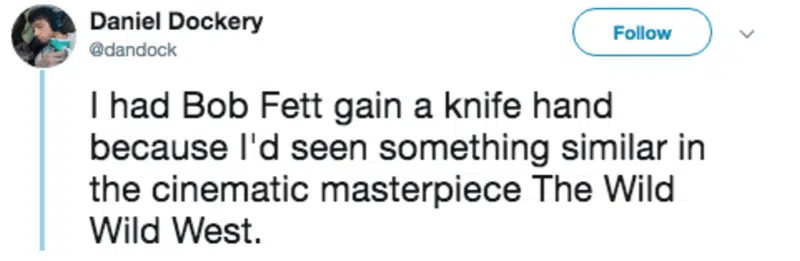 Daniel Dockery
@dandock
Follow
I had Bob Fett gain a knife hand
because I'd seen something similar in
the cinematic masterpiece The Wild
Wild West.